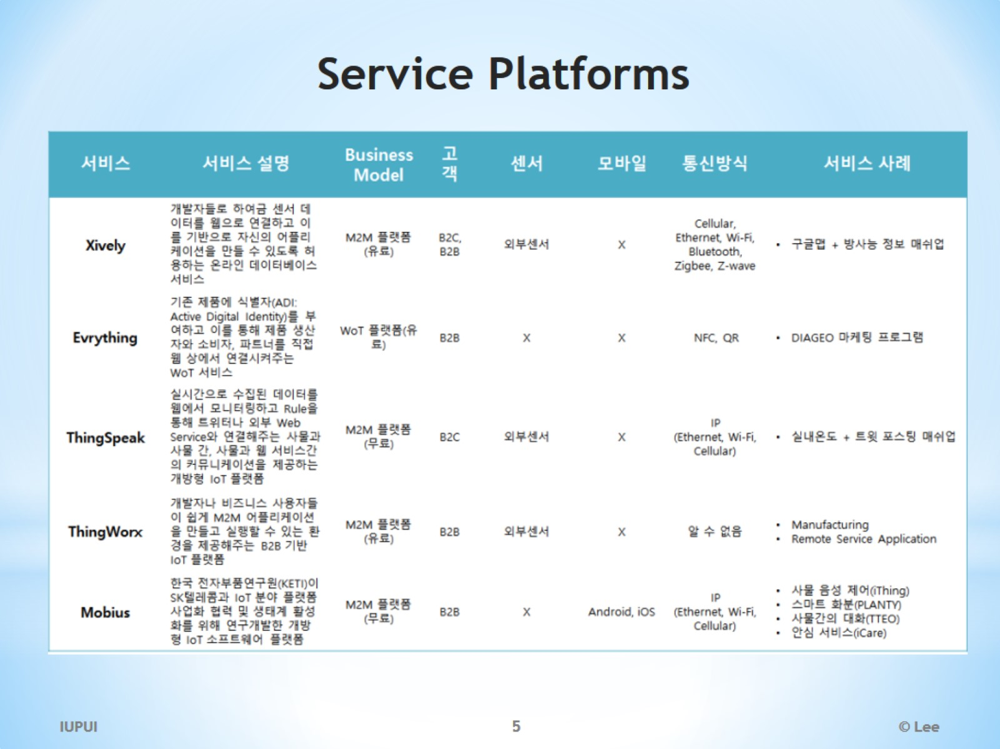 Service Platforms
서비스
서비스 설명
Business
Model
고
객
센서
모바일
통신방식
서비스 사례
Xively
개발자들로 하여금 센서 데
이터를 웹으로 연결하고 이
를 기반으로 자신의 어플리
케이션을 만들 수 있도록 허
용하는 온라인 데이터베이스
서비스
M2M 플랫폼
(유료)
B2C,
B2B
외부센서
X
Cellular,
Ethernet, Wi-Fi,
Bluetooth,
Zigbee, Z-wave
• 구글맵 + 방사능 정보 매쉬업
Evrything
기존 제품에 식별자(ADI:
Active Digital Identity)를 부
여하고 이를 통해 제품 생산
자와 소비자, 파트너를 직접
웹 상에서 연결시켜주는
WoT 서비스
WoT 플랫폼(유
료)
B2B
X
X
NFC, QR
• DIAGEO 마케팅 프로그램
ThingSpeak
실시간으로 수집된 데이터를
웹에서 모니터링하고 Rule을
통해 트위터나 외부 Web
Service와 연결해주는 사물과
사물 간, 사물과 웹 서비스간
의 커뮤니케이션을 제공하는
개방형 IoT 플랫폼
M2M 플랫폼
(무료)
B2C
외부센서
X
IP
(Ethernet, Wi-Fi,
Cellular)
• 실내온도 + 트윗 포스팅 매쉬업
ThingWorx
개발자나 비즈니스 사용자들
이 쉽게 M2M 어플리케이션
을 만들고 실행할 수 있는 환
경을 제공해주는 B2B 기반
IoT 플랫폼
M2M 플랫폼
(유료)
B2B
외부센서
X
알 수 없음
• Manufacturing
• Remote Service Application
Mobius
한국 전자부품연구원(KETI)이
SK텔레콤과 IoT 분야 플랫폼
사업화 협력 및 생태계 활성
화를 위해 연구개발한 개방
형 IoT 소프트웨어 플랫폼
M2M 플랫폼
(무료)
B2B
X
Android, iOS
IP
(Ethernet, Wi-Fi,
Cellular)
• 사물 음성 제어(iThing)
• 스마트 화분(PLANTY)
• 사물간의 대화(TTEO)
• 안심 서비스(iCare)
IUPUI
5
© Lee